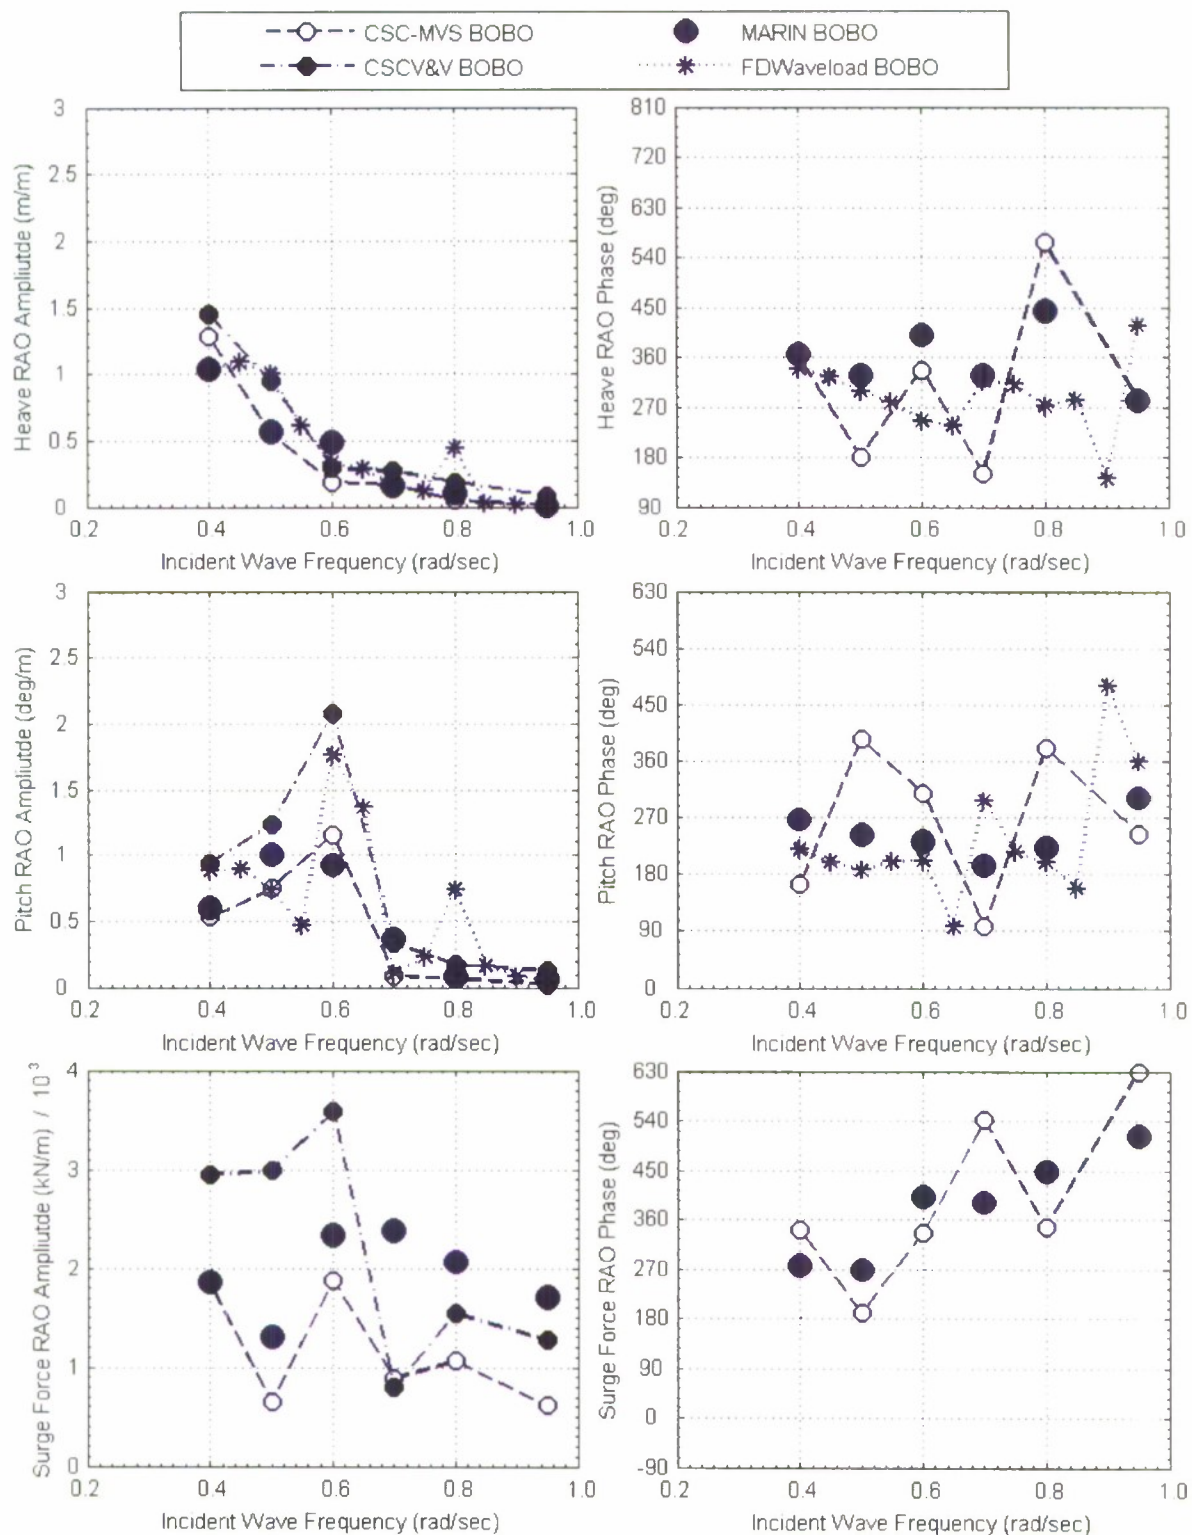 CSC-MVS BOBO
MARIN BOBO
CSCV&V BOBO
FDWaveload BOBO
3
2.5
2
1.5
1
0.5
0
Heave RAO Ampliutde (m/m)
0.2 0.4 0.6 0.8 1.0
Incident Wave Frequency (rad/sec)
810
720
630
540
450
360
270
180
90
Heave RAO Phase (deg)
0.2 0.4 0.6 0.8 1.0
Incident Wave Frequency (rad/sec)
3
2.5
2
1.5
1
0.5
0
Pitch RAO Ampliutde (deg/m)
0.2 0.4 0.6 0.8 1.0
Incident Wave Frequency (rad/sec)
630
540
450
360
270
180
90
0
Pitch RAO Phase (deg)
0.2 0.4 0.6 0.8 1.0
Incident Wave Frequency (rad/sec)
4
3
2
1
0
Surge Force RAO Ampliutde (kN/m) / 10³
0.2 0.4 0.6 0.8 1.0
Incident Wave Frequency (rad/sec)
630
540
450
360
270
180
90
0
-90
Surge Force RAO Phase (deg)
0.2 0.4 0.6 0.8 1.0
Incident Wave Frequency (rad/sec)